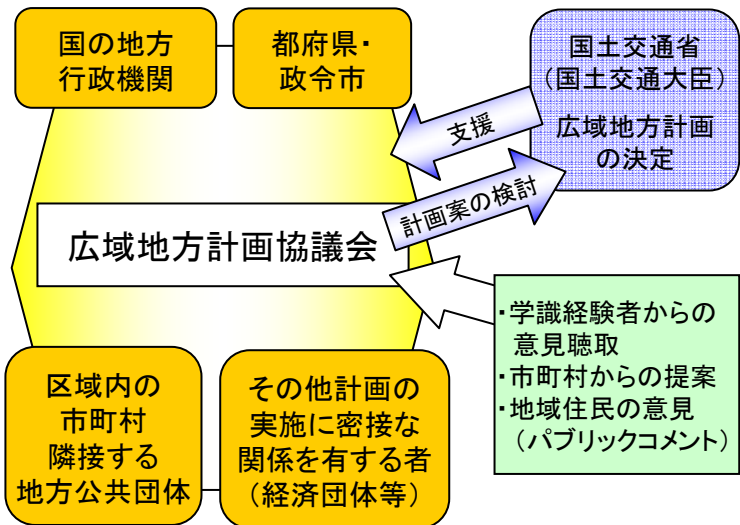 国の地方
行政機関
都府県・
政令市
国土交通省
（国土交通大臣）
広域地方計画
の決定
支援
計画案の検討
広域地方計画協議会
・学識経験者からの
意見聴取
・市町村からの提案
・地域住民の意見
（パブリックコメント）
区域内の
市町村
隣接する
地方公共団体
その他計画の
実施に密接な
関係を有する者
（経済団体等）